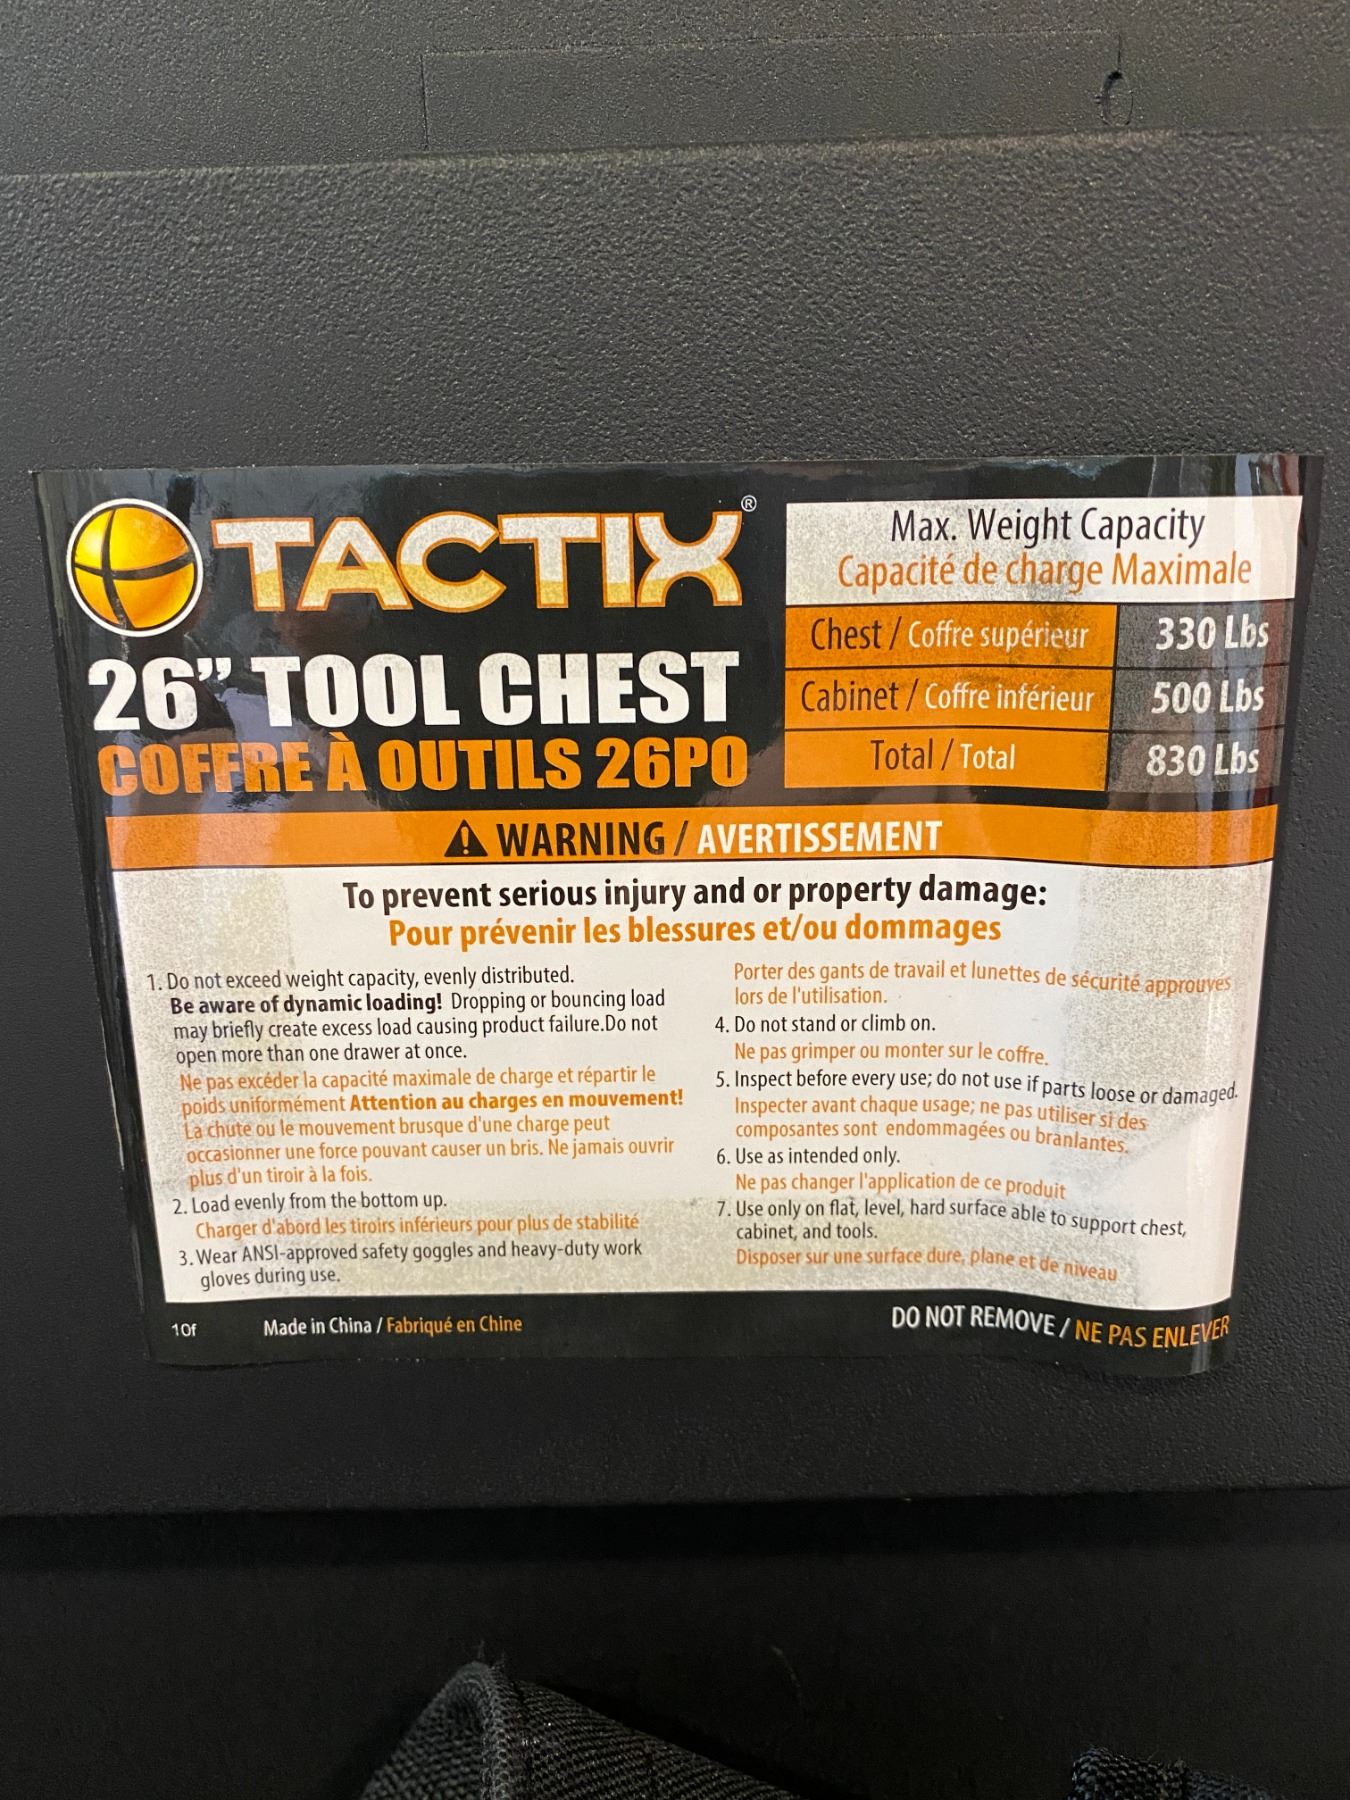 TACTIX®
26” TOOL CHEST
COFFRE À OUTILS 26PO
Max. Weight Capacity
Capacité de charge Maximale
Chest / Coffre supérieur 330 Lbs
Cabinet / Coffre inférieur 500 Lbs
Total / Total 830 Lbs
⚠ WARNING / AVERTISSEMENT
To prevent serious injury and or property damage:
Pour prévenir les blessures et/ou dommages
1. Do not exceed weight capacity, evenly distributed.
Be aware of dynamic loading! Dropping or bouncing load
may briefly create excess load causing product failure.Do not
open more than one drawer at once.
Ne pas excéder la capacité maximale de charge et répartir le
poids uniformément Attention au charges en mouvement!
La chute ou le mouvement brusque d'une charge peut
occasionner une force pouvant causer un bris. Ne jamais ouvrir
plus d'un tiroir à la fois.
2. Load evenly from the bottom up.
Charger d'abord les tiroirs inférieurs pour plus de stabilité
3. Wear ANSI-approved safety goggles and heavy-duty work
gloves during use.
Porter des gants de travail et lunettes de sécurité approuvés
lors de l'utilisation.
4. Do not stand or climb on.
Ne pas grimper ou monter sur le coffre.
5. Inspect before every use; do not use if parts loose or damaged.
Inspecter avant chaque usage; ne pas utiliser si des
composantes sont endommagées ou branlantes.
6. Use as intended only.
Ne pas changer l'application de ce produit
7. Use only on flat, level, hard surface able to support chest,
cabinet, and tools.
Disposer sur une surface dure, plane et de niveau
10f
Made in China / Fabriqué en Chine
DO NOT REMOVE / NE PAS ENLEVER